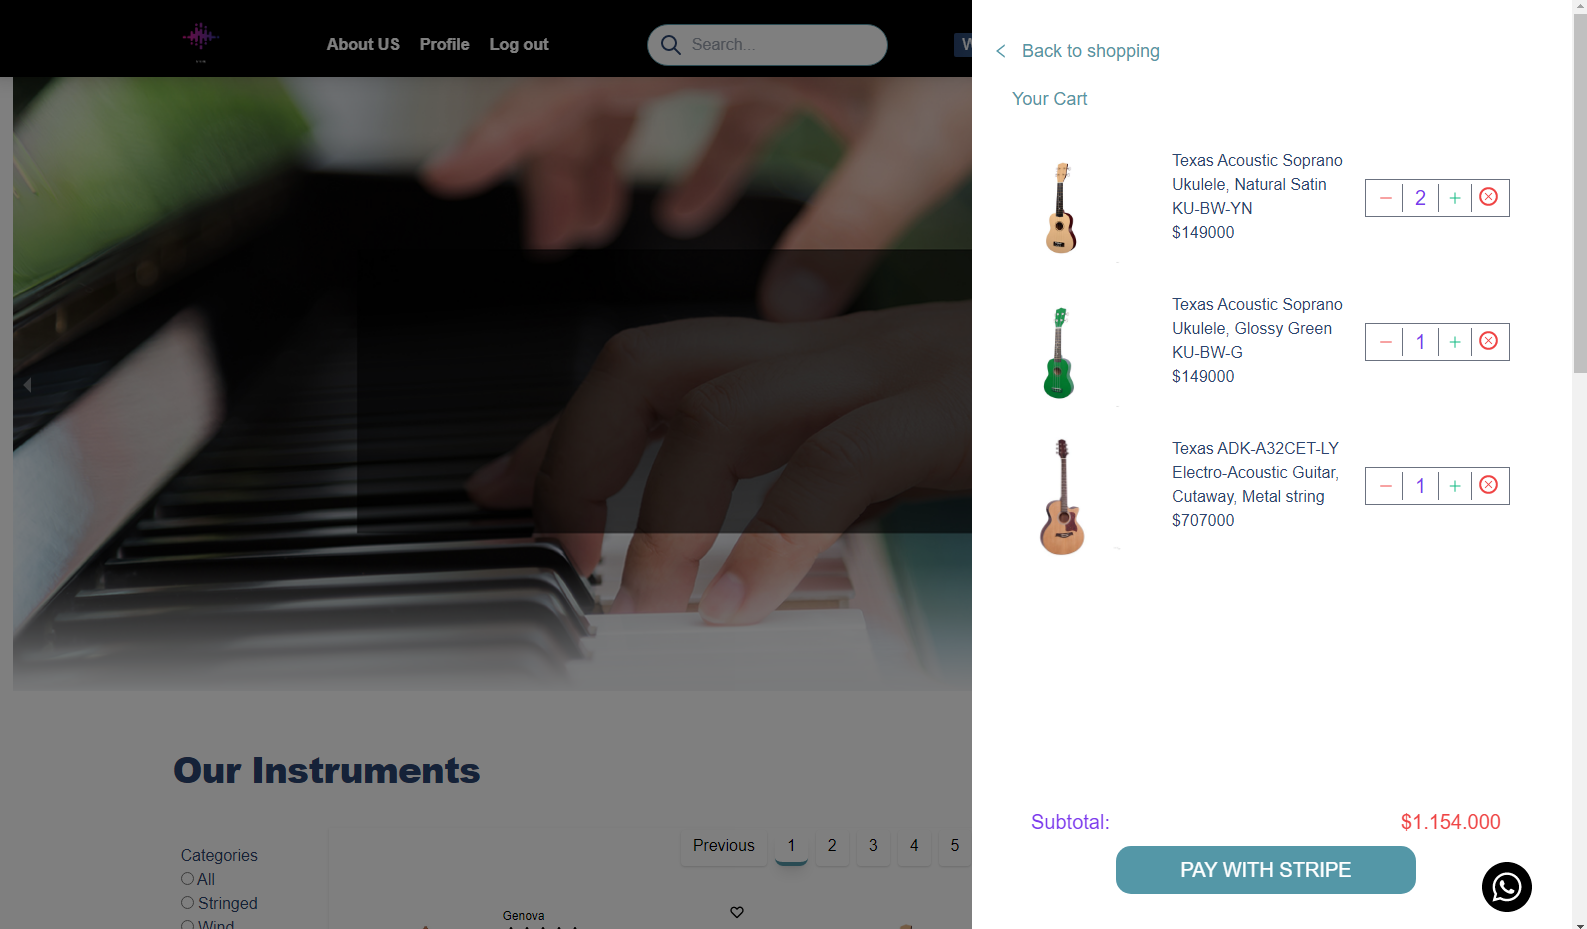 About US
Profile
Log out
Search...
Back to shopping
Your Cart
Texas Acoustic Soprano
Ukulele, Natural Satin
KU-BW-YN
$149000
2
Texas Acoustic Soprano
Ukulele, Glossy Green
KU-BW-G
$149000
1
Texas ADK-A32CET-LY
Electro-Acoustic Guitar,
Cutaway, Metal string
$707000
1
Subtotal:
$1.154.000
PAY WITH STRIPE
Our Instruments
Categories
All
Stringed
Wind
Previous
1
2
3
4
5
Genova